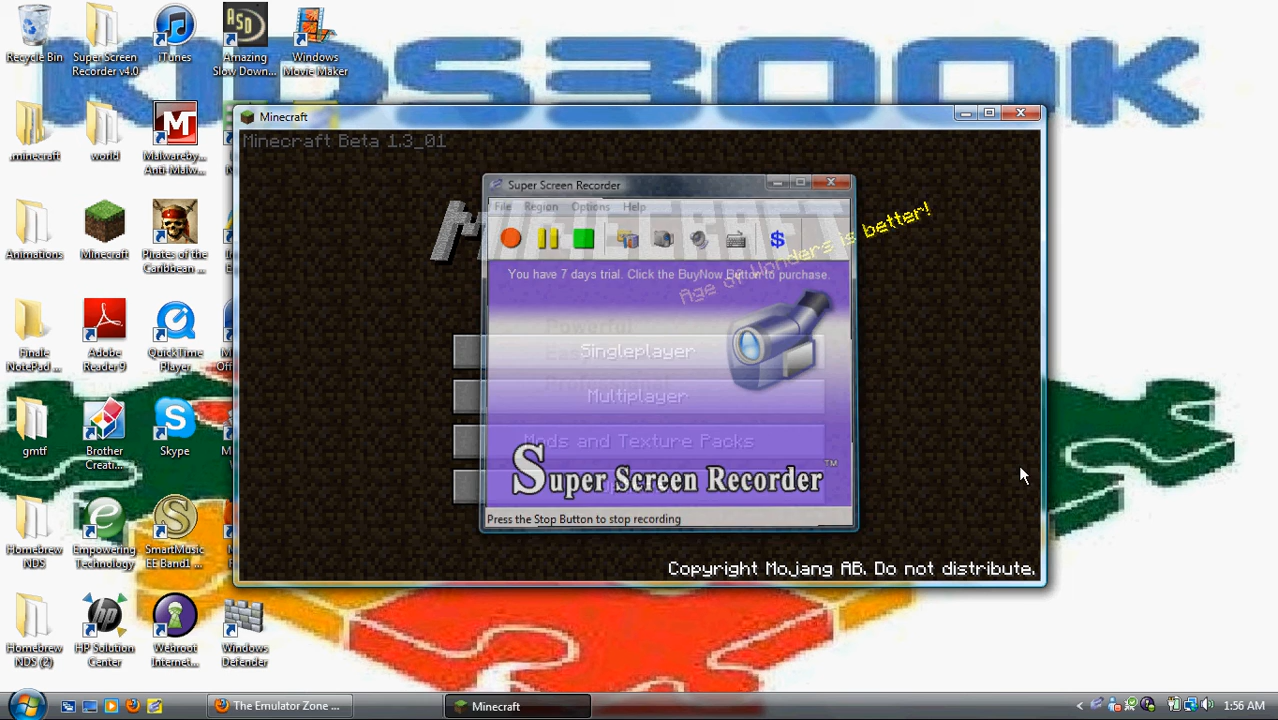 KIDSBOOK
Recycle Bin
Super Screen
Recorder v4.0
iTunes
ASD
Amazing
Slow Down...
Windows
Movie Maker
.minecraft
world
Malwareby...
Anti-Malw...
Animations
Minecraft
Pirates of the
Caribbean ...
Finale
NotePad ...
Adobe
Reader 9
QuickTime
Player
gmtf
Brother
Creati...
Skype
Homebrew
NDS
Empowering
Technology
SmartMusic
EE Band1 ...
Homebrew
NDS (2)
HP Solution
Center
Webroot
Internet...
Windows
Defender
Minecraft
Minecraft Beta 1.3_01
MINECRAFT
Age of Wonders is better!
Singleplayer
Multiplayer
Mods and Texture Packs
Copyright Mojang AB. Do not distribute.
Super Screen Recorder
File Region Options Help
$
You have 7 days trial. Click the BuyNow Button to purchase.
Powerful
Super Screen Recorder™
Press the Stop Button to stop recording
The Emulator Zone ...
Minecraft
1:56 AM